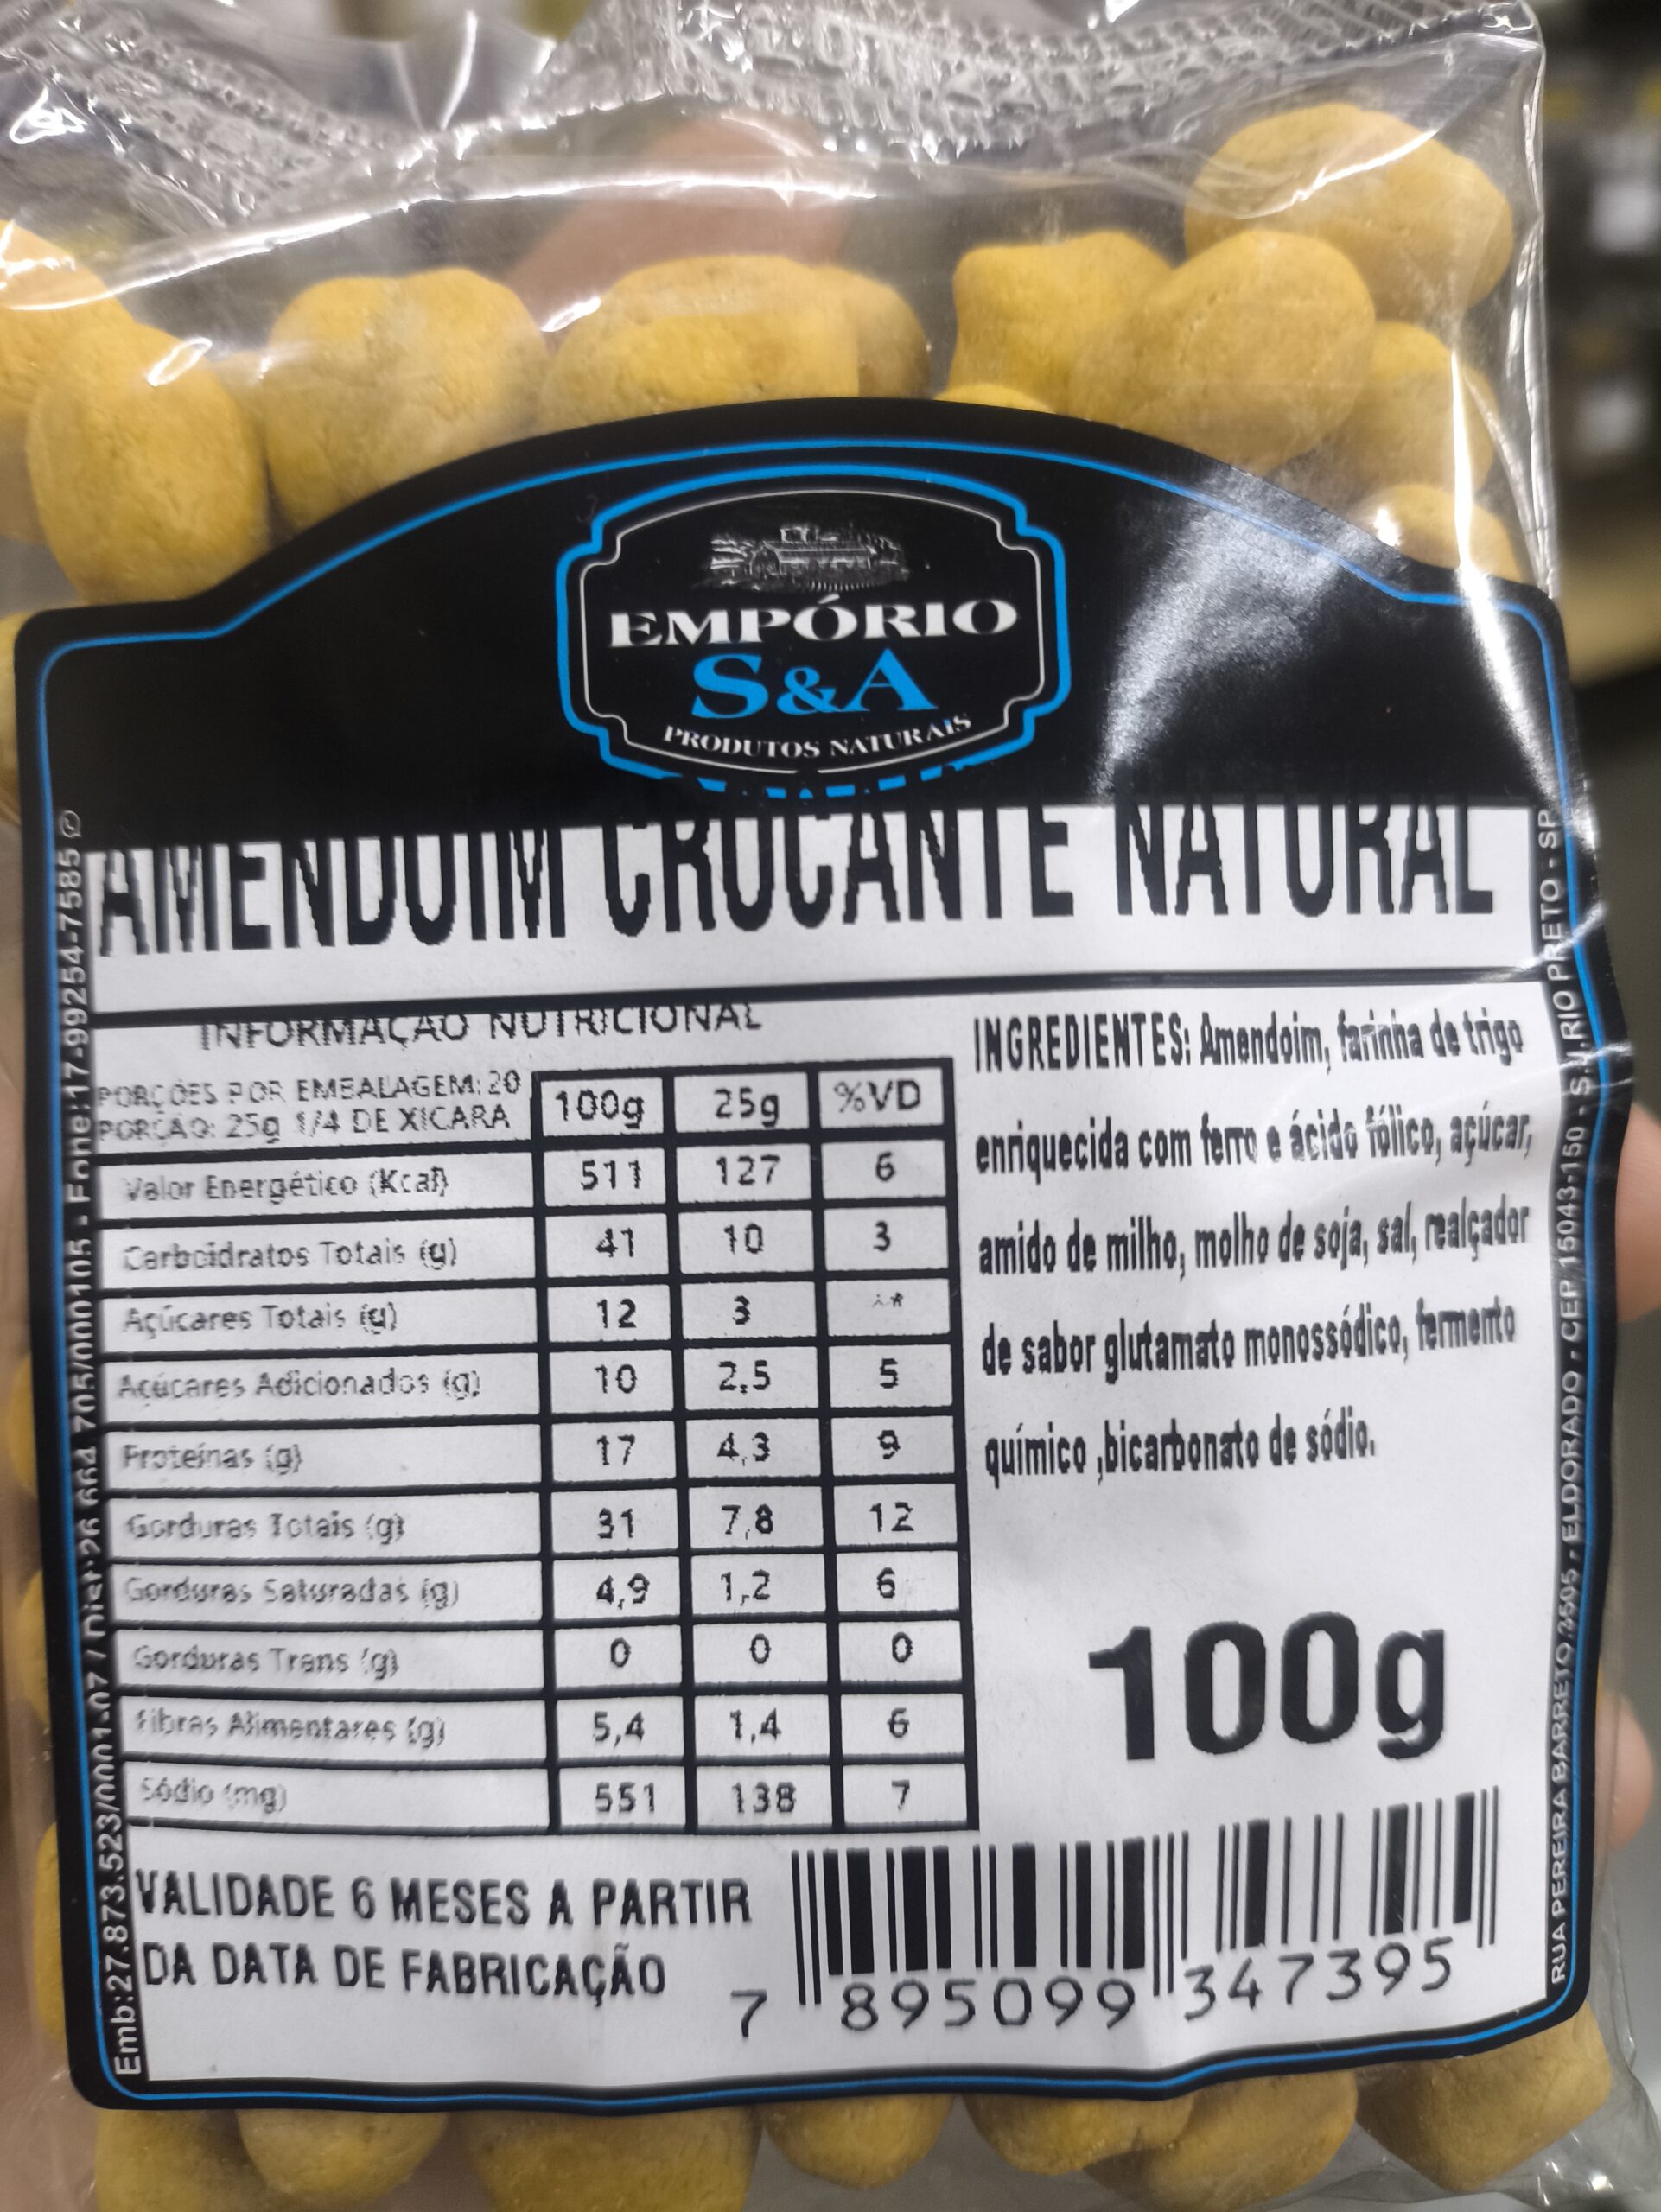 EMPÓRIO
S&A
PRODUTOS NATURAIS
AMENDOIM CROCANTE NATURAL
INFORMAÇÃO NUTRICIONAL
PORÇÕES POR EMBALAGEM: 20
PORÇÃO: 25g 1/4 DE XICARA
100g 25g %VD
Valor Energético (Kcal) 511 127 6
Carboidratos Totais (g) 41 10 3
Açúcares Totais (g) 12 3 **
Açúcares Adicionados (g) 10 2,5 5
Proteínas (g) 17 4,3 9
Gorduras Totais (g) 31 7,8 12
Gorduras Saturadas (g) 4,9 1,2 6
Gorduras Trans (g) 0 0 0
Fibras Alimentares (g) 5,4 1,4 6
Sódio (mg) 551 138 7
INGREDIENTES: Amendoim, farinha de trigo
enriquecida com ferro e ácido fólico, açúcar,
amido de milho, molho de soja, sal, realçador
de sabor glutamato monossódico, fermento
químico ,bicarbonato de sódio.
100g
VALIDADE 6 MESES A PARTIR
DA DATA DE FABRICAÇÃO
7 895099 347395
Emb:27.873.523/0001-07 / Dist:26.664.705/000105 - Fone:17-99254-7585
RUA PEREIRA BARRETO,3505 - ELDORADO - CEP 15043-150 - S.J.RIO PRETO - SP